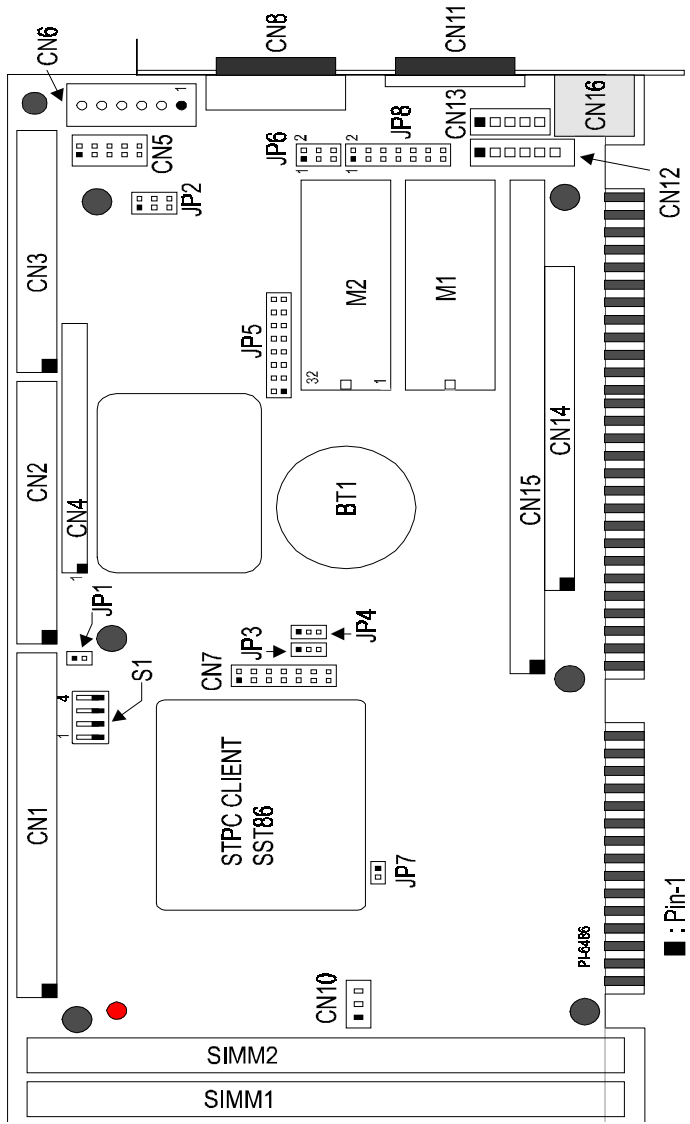 CN6
CN8
CN11
1
CN5
JP2
JP6
1
2
JP8
1
2
CN13
CN16
CN12
CN3
JP5
M2
32
1
M1
CN2
CN4
1
BT1
CN15
CN14
JP1
S1
1
4
CN7
JP3
JP4
CN1
STPC CLIENT
SST86
JP7
CN10
PI-6486
: Pin-1
SIMM2
SIMM1